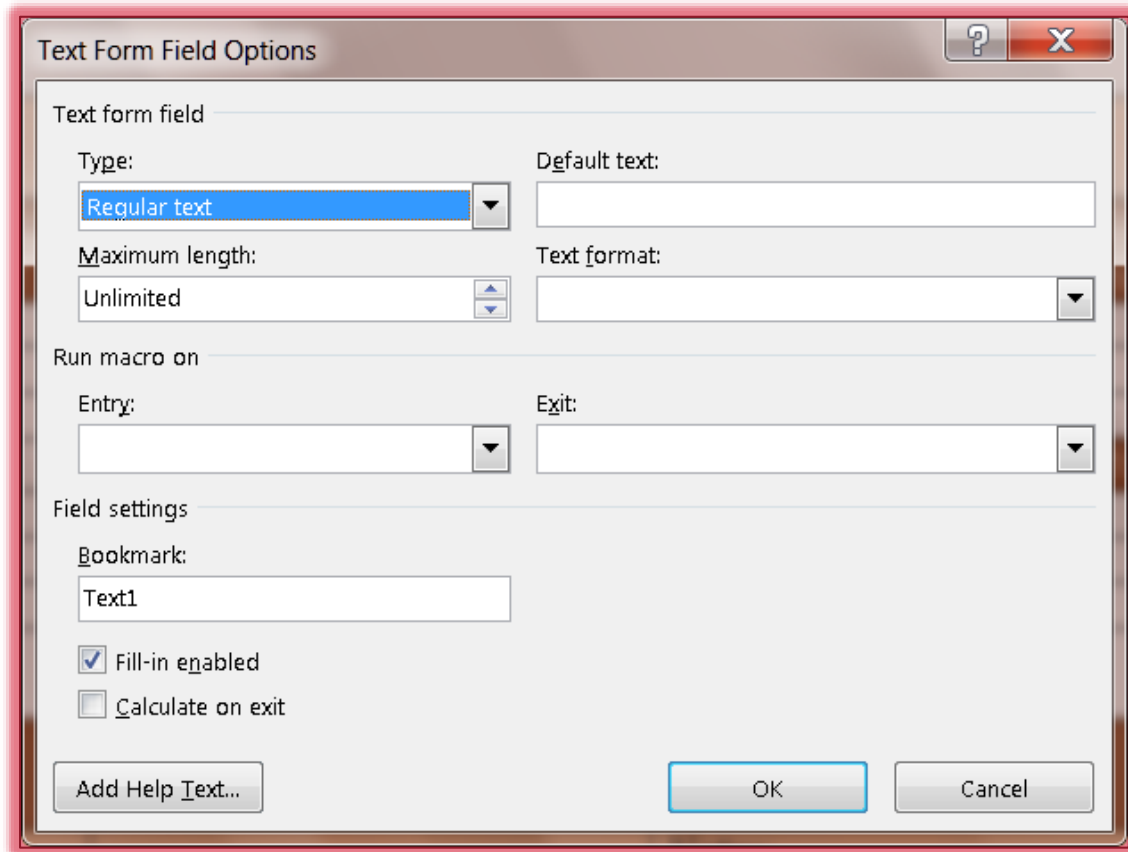 Text Form Field Options
Text form field
Type: Default text:
Regular text
Maximum length: Text format:
Unlimited
Run macro on
Entry: Exit:
Field settings
Bookmark:
Text1
Fill-in enabled
Calculate on exit
Add Help Text... OK Cancel